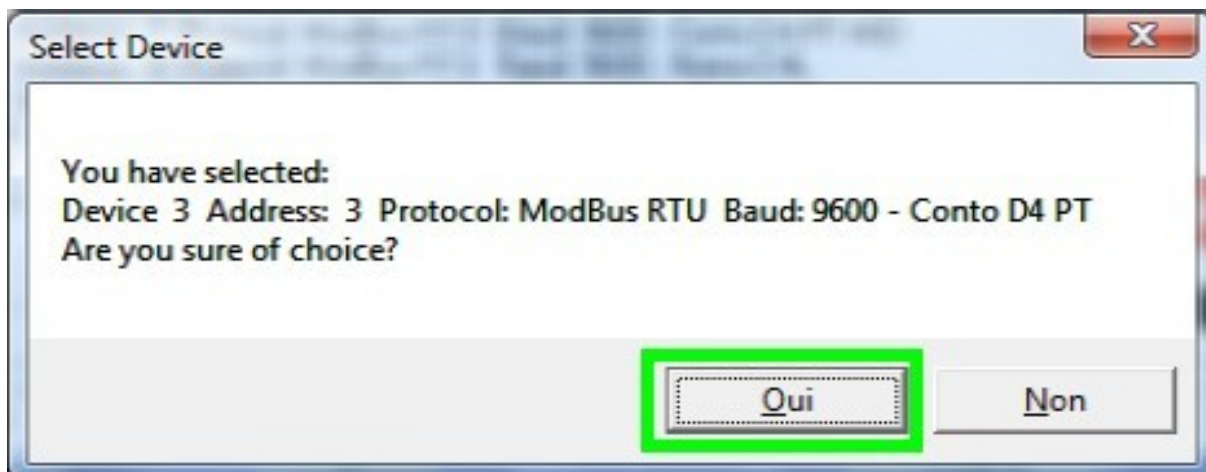 Select Device
You have selected:
Device 3 Address: 3 Protocol: ModBus RTU Baud: 9600 - Conto D4 PT
Are you sure of choice?
Oui
Non